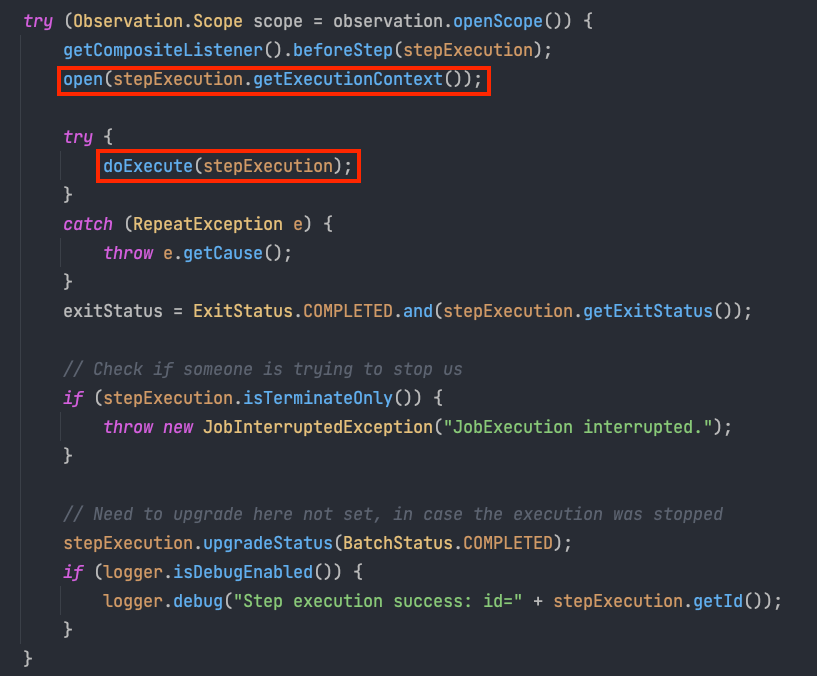 try (Observation.Scope scope = observation.openScope()) {
    getCompositeListener().beforeStep(stepExecution);
    open(stepExecution.getExecutionContext());

    try {
        doExecute(stepExecution);
    }
    catch (RepeatException e) {
        throw e.getCause();
    }
    exitStatus = ExitStatus.COMPLETED.and(stepExecution.getExitStatus());

    // Check if someone is trying to stop us
    if (stepExecution.isTerminateOnly()) {
        throw new JobInterruptedException("JobExecution interrupted.");
    }

    // Need to upgrade here not set, in case the execution was stopped
    stepExecution.upgradeStatus(BatchStatus.COMPLETED);
    if (logger.isDebugEnabled()) {
        logger.debug("Step execution success: id=" + stepExecution.getId());
    }
}